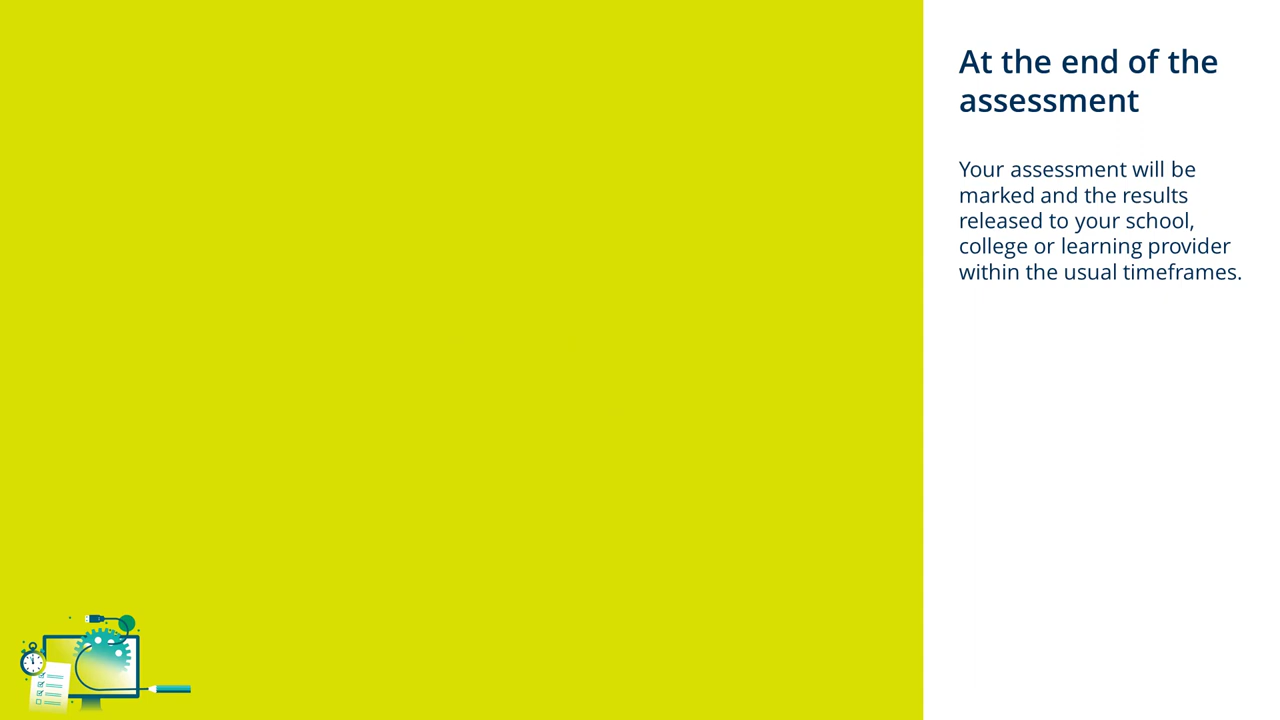 At the end of the
assessment
Your assessment will be
marked and the results
released to your school,
college or learning provider
within the usual timeframes.